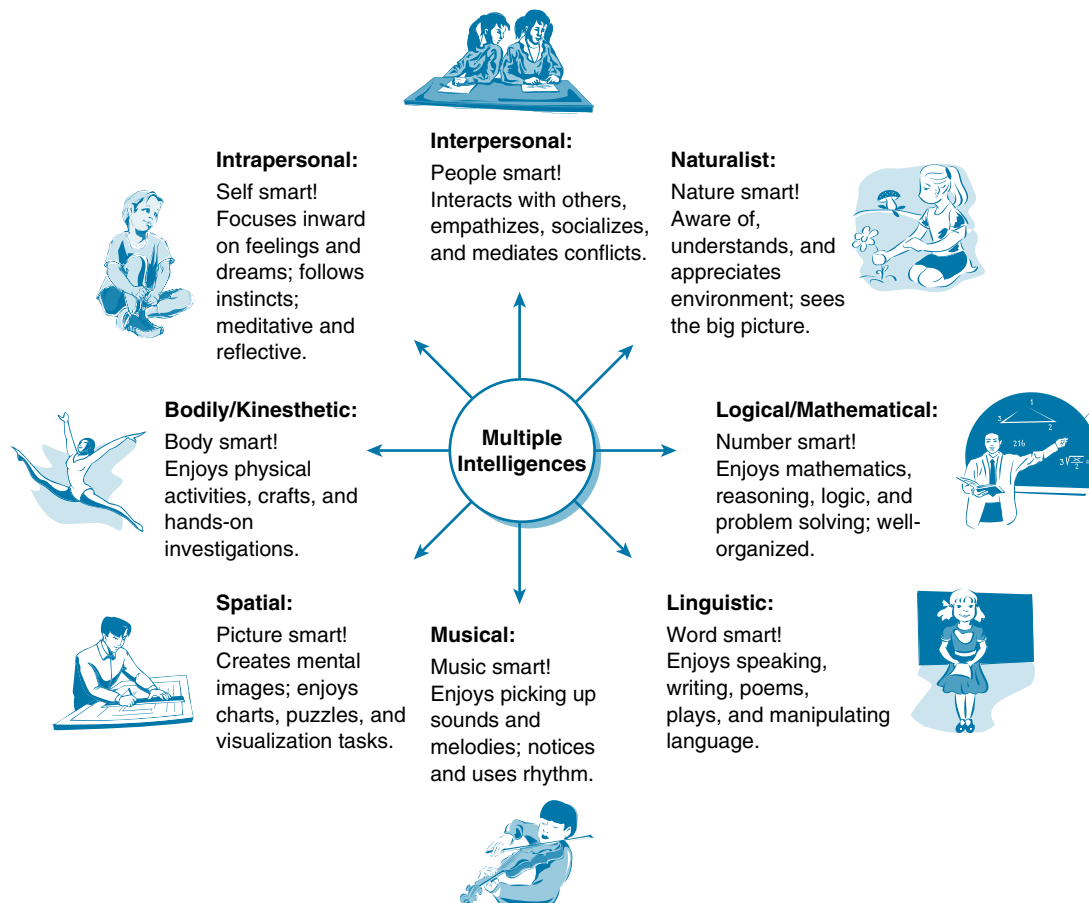 Interpersonal:
People smart!
Interacts with others,
empathizes, socializes,
and mediates conflicts.
Intrapersonal:
Self smart!
Focuses inward
on feelings and
dreams; follows
instincts;
meditative and
reflective.
Naturalist:
Nature smart!
Aware of,
understands, and
appreciates
environment; sees
the big picture.
Bodily/Kinesthetic:
Body smart!
Enjoys physical
activities, crafts, and
hands-on
investigations.
Multiple
Intelligences
Logical/Mathematical:
Number smart!
Enjoys mathematics,
reasoning, logic, and
problem solving; well-
organized.
1
3
2
216
Spatial:
Picture smart!
Creates mental
images; enjoys
charts, puzzles, and
visualization tasks.
Musical:
Music smart!
Enjoys picking up
sounds and
melodies; notices
and uses rhythm.
Linguistic:
Word smart!
Enjoys speaking,
writing, poems,
plays, and manipulating
language.